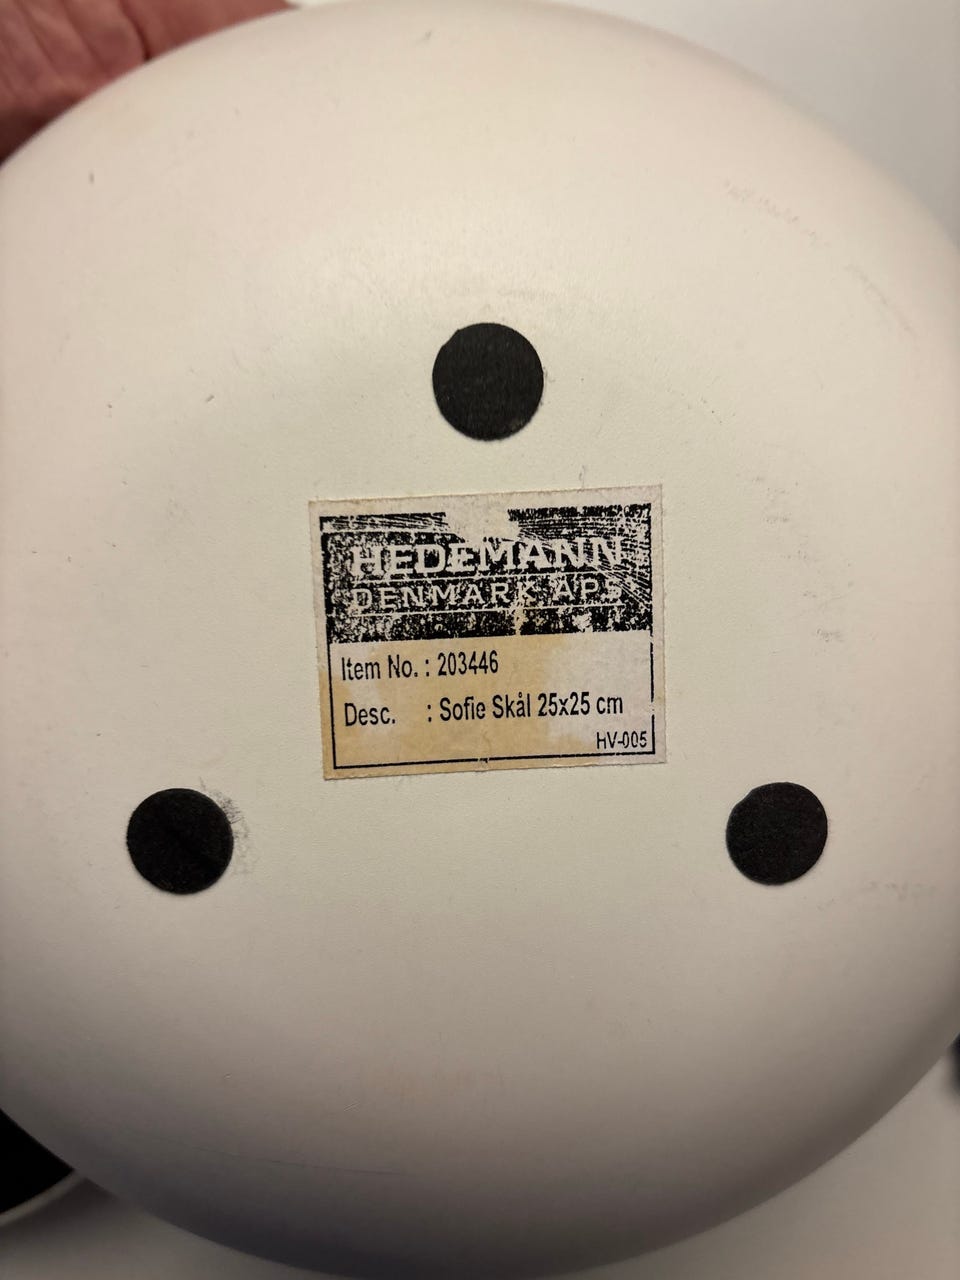 HEDEMANN
DENMARK APS
Item No. : 203446
Desc. : Sofie Skål 25x25 cm
HV-005